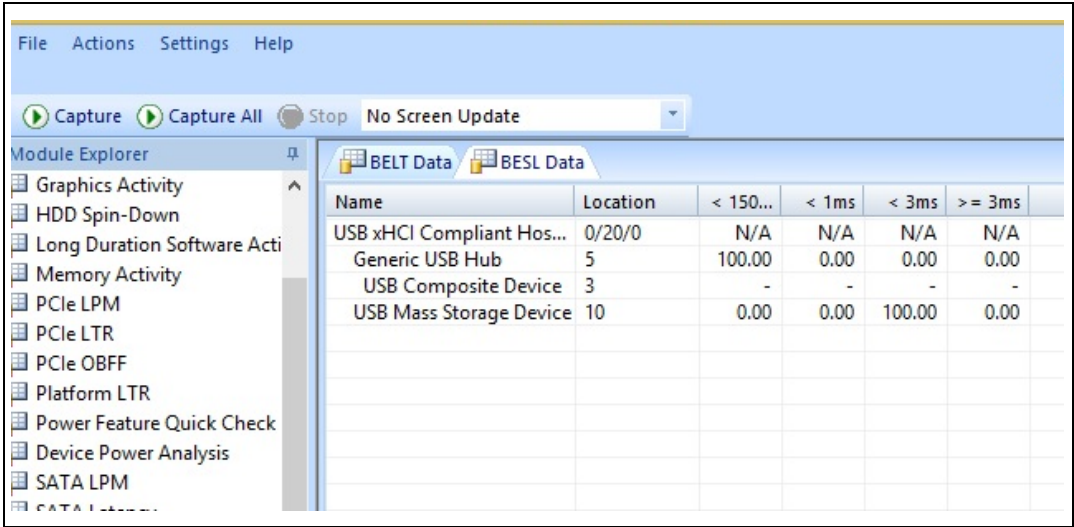 File Actions Settings Help
Capture Capture All Stop No Screen Update
Module Explorer
Graphics Activity
HDD Spin-Down
Long Duration Software Acti
Memory Activity
PCIe LPM
PCIe LTR
PCIe OBFF
Platform LTR
Power Feature Quick Check
Device Power Analysis
SATA LPM
SATA Latency
BELT Data BESL Data
Name Location < 150... < 1ms < 3ms >= 3ms
USB xHCI Compliant Hos... 0/20/0 N/A N/A N/A N/A
Generic USB Hub 5 100.00 0.00 0.00 0.00
USB Composite Device 3 - - - -
USB Mass Storage Device 10 0.00 0.00 100.00 0.00